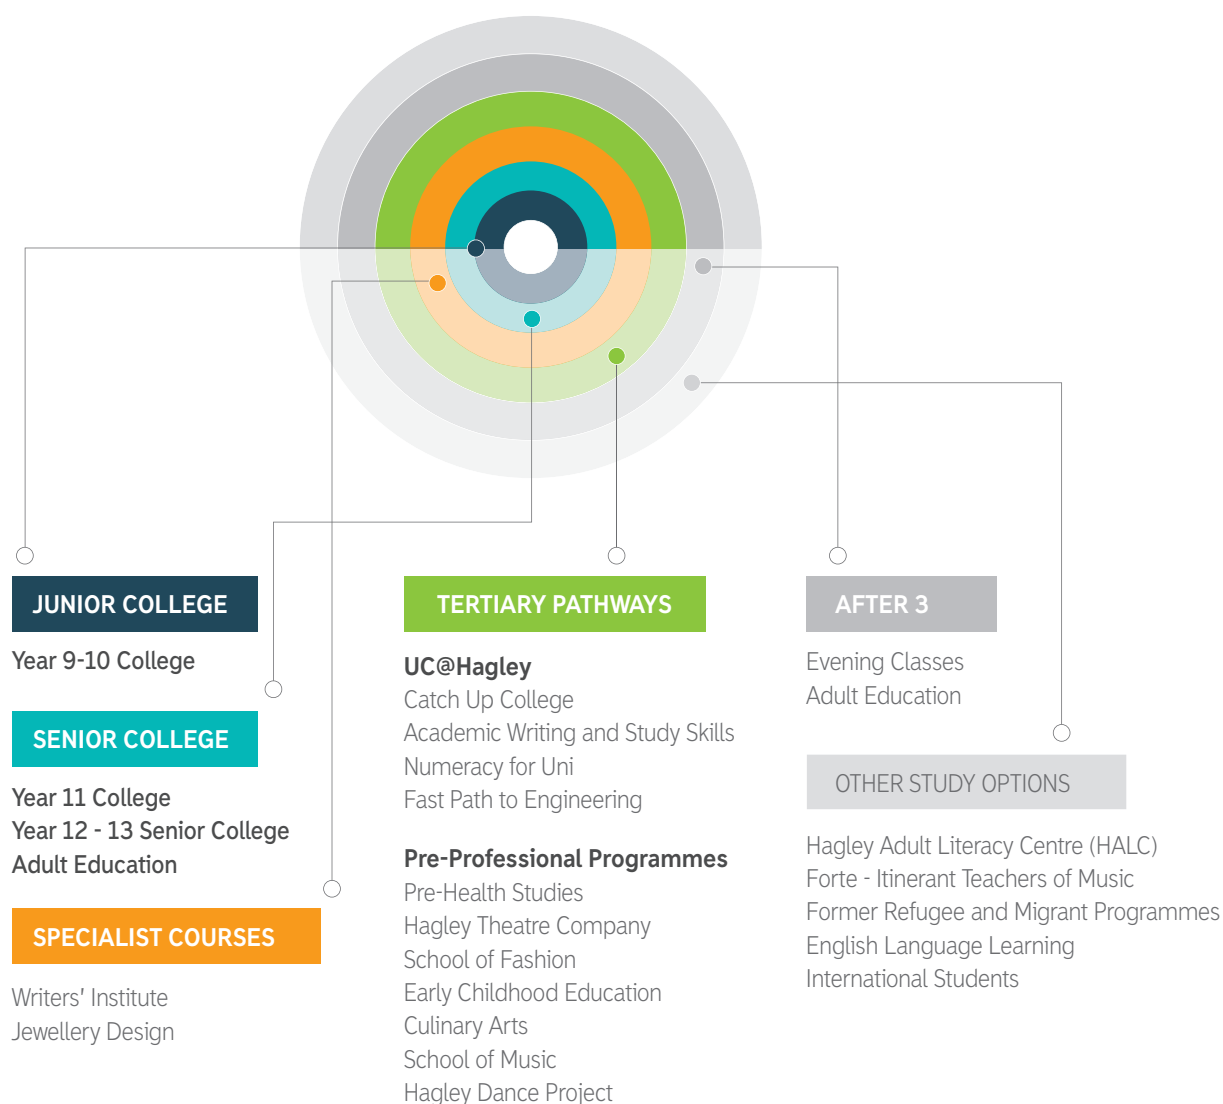 JUNIOR COLLEGE
Year 9-10 College
SENIOR COLLEGE
Year 11 College
Year 12 - 13 Senior College
Adult Education
SPECIALIST COURSES
Writers' Institute
Jewellery Design
TERTIARY PATHWAYS
UC@Hagley
Catch Up College
Academic Writing and Study Skills
Numeracy for Uni
Fast Path to Engineering
Pre-Professional Programmes
Pre-Health Studies
Hagley Theatre Company
School of Fashion
Early Childhood Education
Culinary Arts
School of Music
Hagley Dance Project
AFTER 3
Evening Classes
Adult Education
OTHER STUDY OPTIONS
Hagley Adult Literacy Centre (HALC)
Forte - Itinerant Teachers of Music
Former Refugee and Migrant Programmes
English Language Learning
International Students